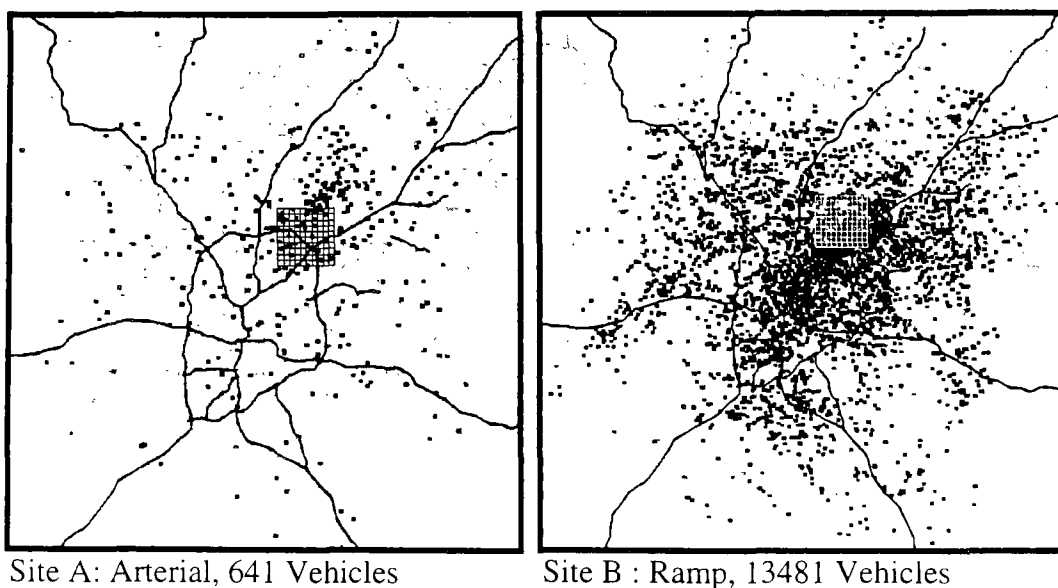 Site A: Arterial, 641 Vehicles
Site B : Ramp, 13481 Vehicles